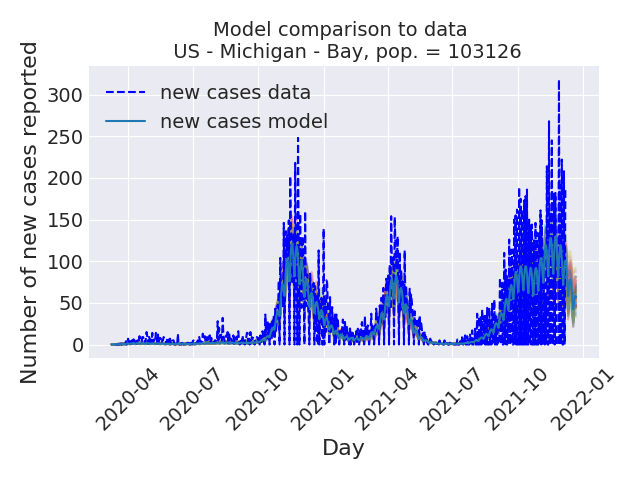 Model comparison to data
US - Michigan - Bay, pop. = 103126
Number of new cases reported
300
250
200
150
100
50
0
new cases data
new cases model
2020-04
2020-07
2020-10
2021-01
2021-04
2021-07
2021-10
2022-01
Day